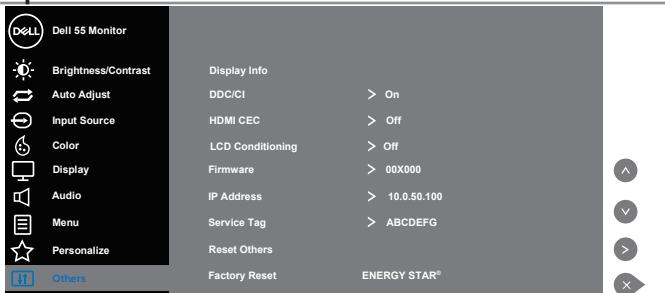 DELL Dell 55 Monitor
Brightness/Contrast Display Info
Auto Adjust DDC/CI > On
Input Source HDMI CEC > Off
Color LCD Conditioning > Off
Display Firmware > 00X000
Audio IP Address > 10.0.50.100
Menu Service Tag > ABCDEFG
Personalize Reset Others
Others Factory Reset ENERGY STAR®